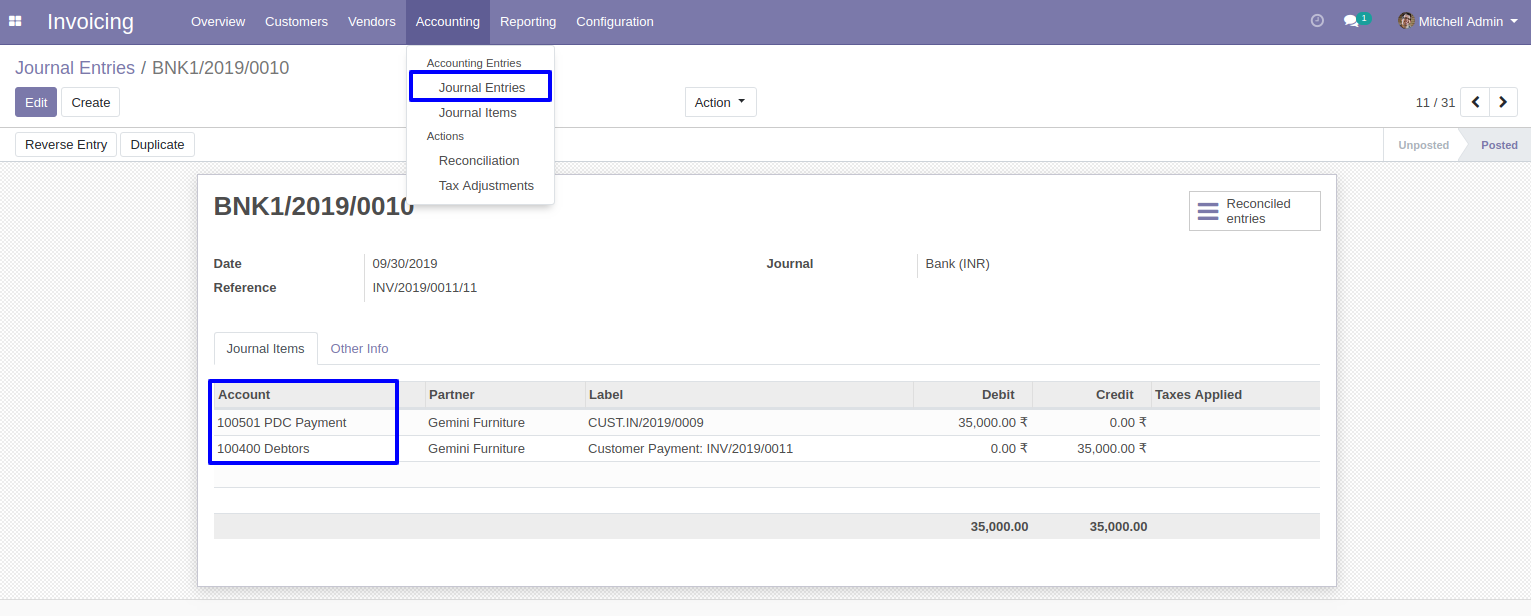 Invoicing Overview Customers Vendors Accounting Reporting Configuration 1 Mitchell Admin
Journal Entries / BNK1/2019/0010
Accounting Entries
Journal Entries
Journal Items
Actions
Reconciliation
Tax Adjustments
Edit Create Action 11 / 31
Reverse Entry Duplicate Unposted Posted
BNK1/2019/0010
Reconciled
entries
Date 09/30/2019 Journal Bank (INR)
Reference INV/2019/0011/11
Journal Items Other Info
Account Partner Label Debit Credit Taxes Applied
100501 PDC Payment Gemini Furniture CUST.IN/2019/0009 35,000.00 ₹ 0.00 ₹
100400 Debtors Gemini Furniture Customer Payment: INV/2019/0011 0.00 ₹ 35,000.00 ₹
35,000.00 35,000.00